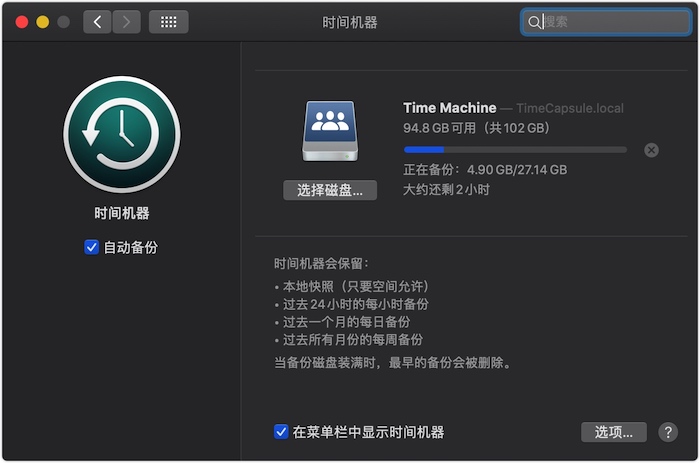 时间机器
搜索
时间机器
自动备份
选择磁盘...
Time Machine — TimeCapsule.local
94.8 GB 可用（共 102 GB）
正在备份：4.90 GB/27.14 GB
大约还剩 2 小时
时间机器会保留：
• 本地快照（只要空间允许）
• 过去 24 小时的每小时备份
• 过去一个月的每日备份
• 过去所有月份的每周备份
当备份磁盘装满时，最早的备份会被删除。
在菜单栏中显示时间机器
选项...
?